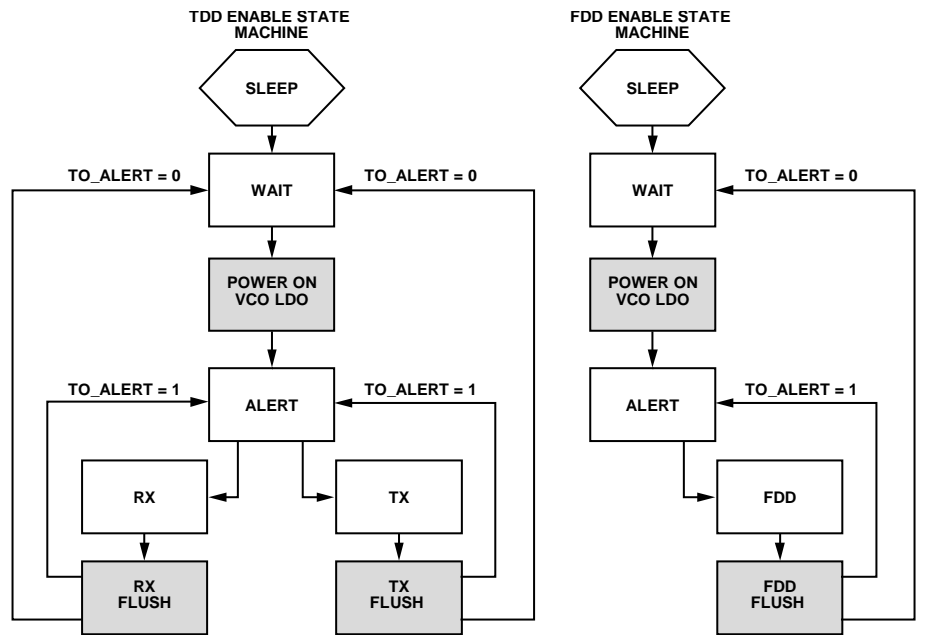 TDD ENABLE STATE
MACHINE
SLEEP
TO_ALERT = 0
WAIT
TO_ALERT = 0
POWER ON
VCO LDO
TO_ALERT = 1
ALERT
TO_ALERT = 1
RX
TX
RX
FLUSH
TX
FLUSH
FDD ENABLE STATE
MACHINE
SLEEP
WAIT
TO_ALERT = 0
POWER ON
VCO LDO
ALERT
TO_ALERT = 1
FDD
FDD
FLUSH